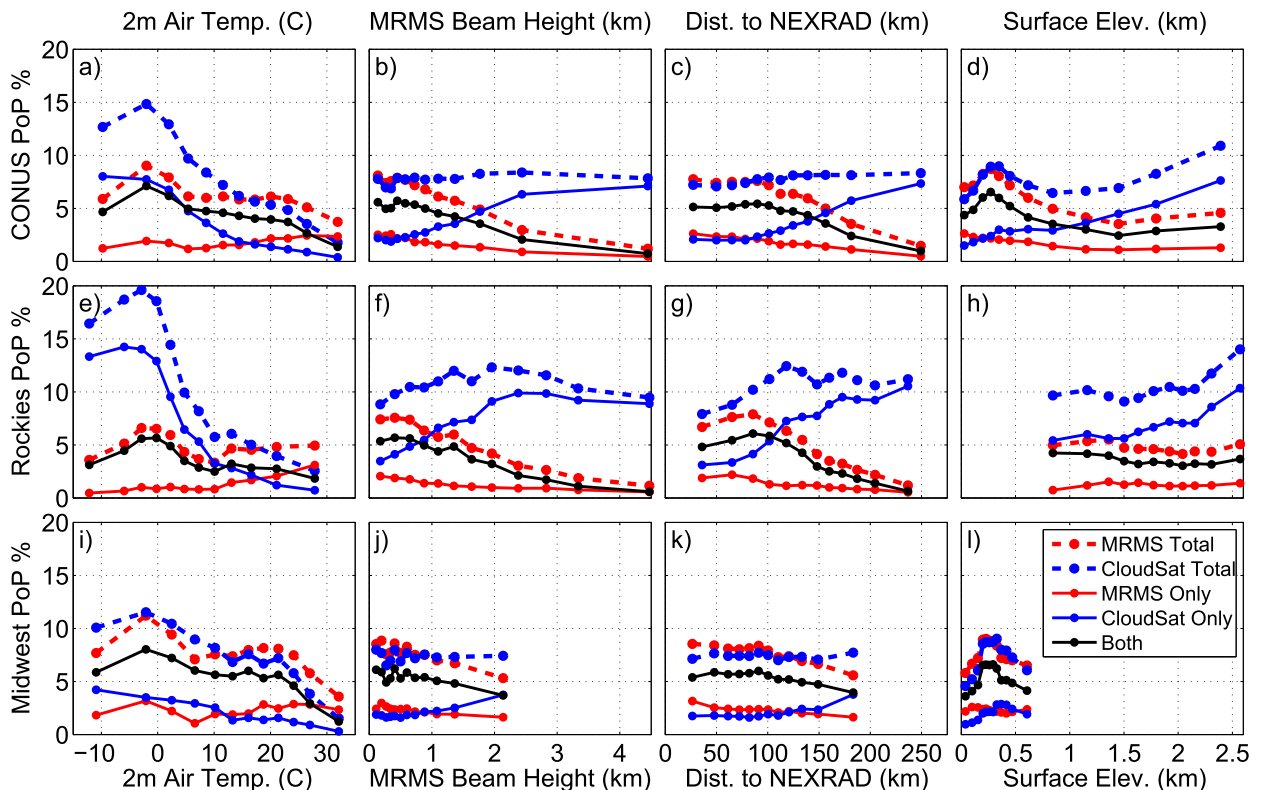 2m Air Temp. (C) MRMS Beam Height (km) Dist. to NEXRAD (km) Surface Elev. (km)
CONUS PoP %
20
15
10
5
0
a) b) c) d)
Rockies PoP %
20
15
10
5
0
e) f) g) h)
Midwest PoP %
20
15
10
5
0
i) j) k) l)
MRMS Total
CloudSat Total
MRMS Only
CloudSat Only
Both
−10 0 10 20 30 0 1 2 3 4 0 50 100 150 200 250 0 0.5 1 1.5 2 2.5
2m Air Temp. (C) MRMS Beam Height (km) Dist. to NEXRAD (km) Surface Elev. (km)